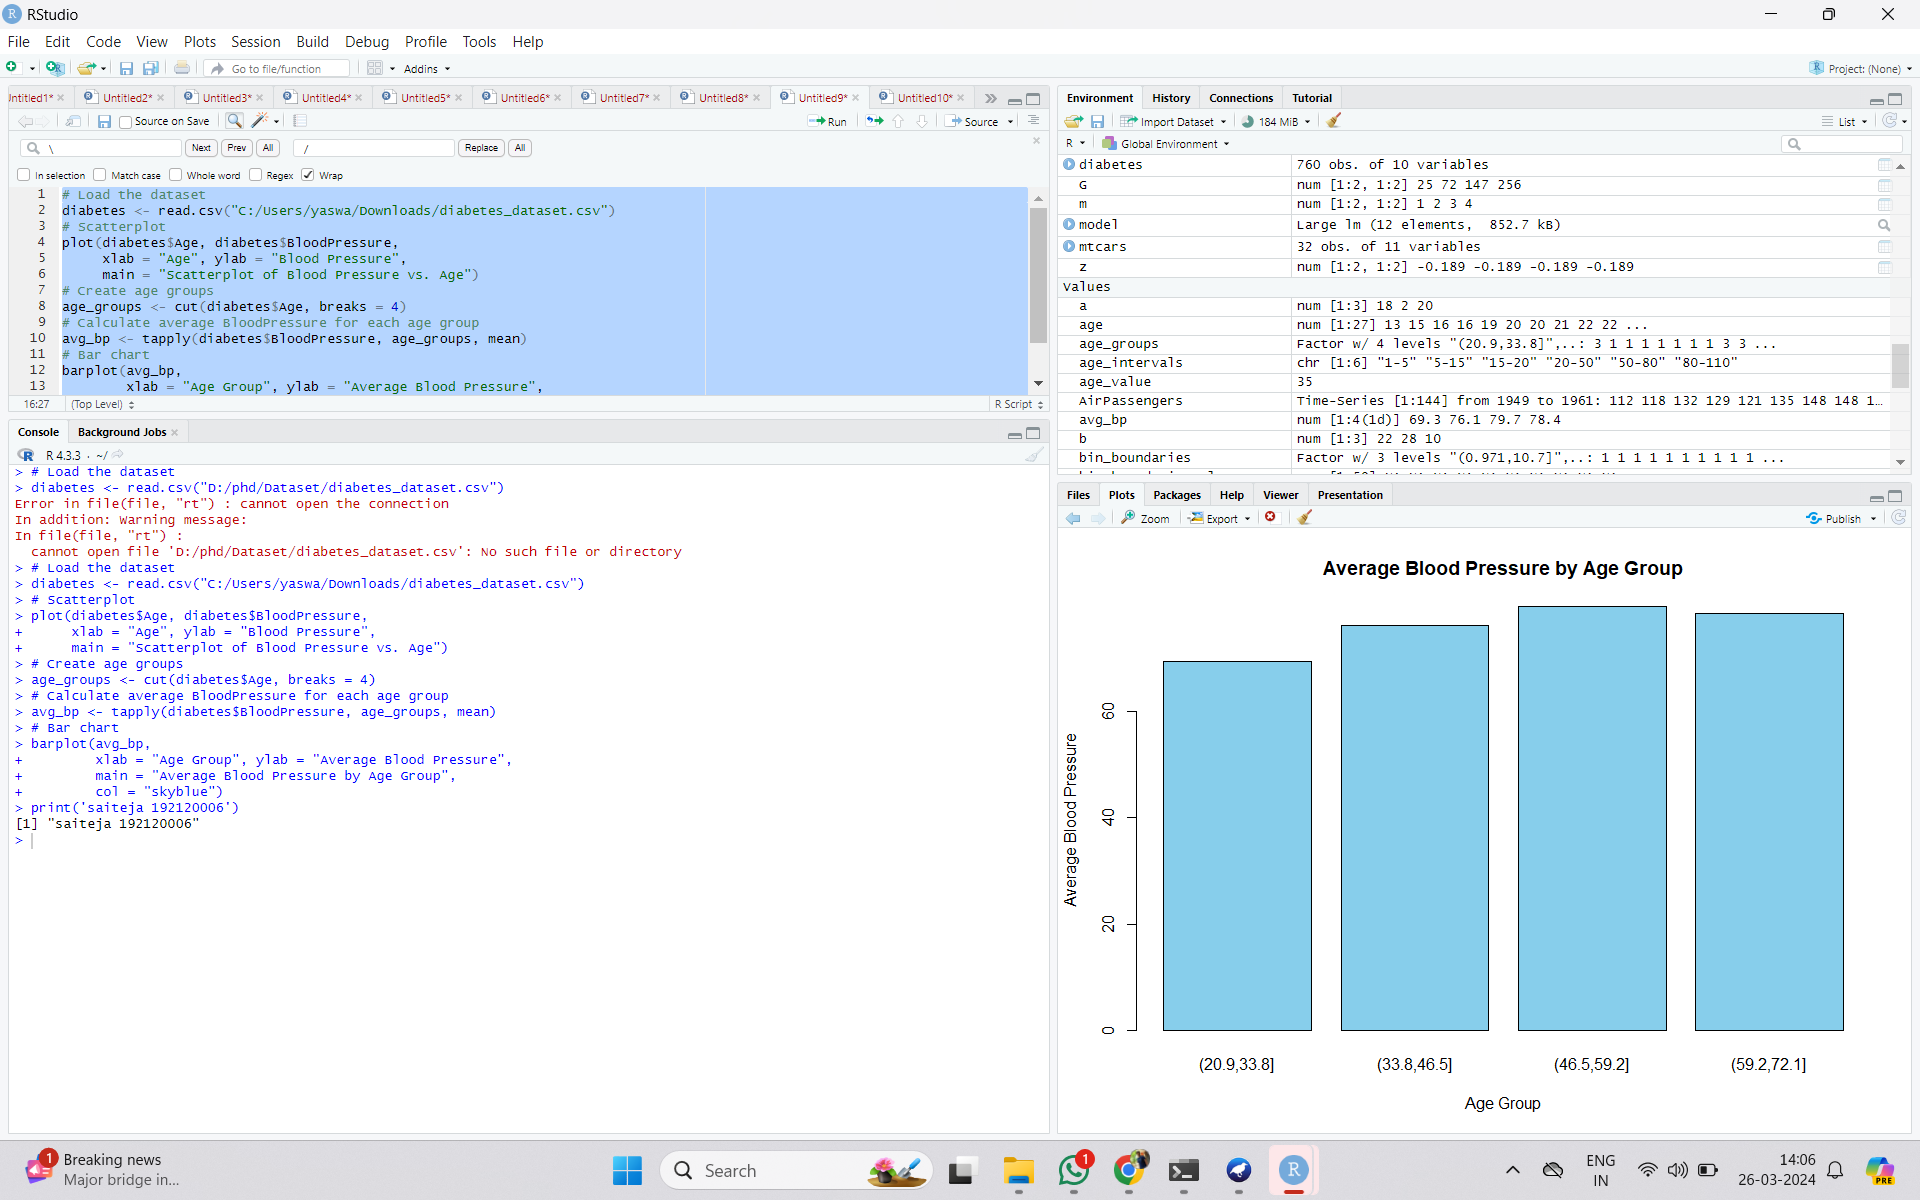 RStudio
File Edit Code View Plots Session Build Debug Profile Tools Help
Go to file/function Addins Project: (None)
Untitled1* Untitled2* Untitled3* Untitled4* Untitled5* Untitled6* Untitled7* Untitled8* Untitled9* Untitled10*
Source on Save Run Source
\ Next Prev All / Replace All
In selection Match case Whole word Regex Wrap
1 # Load the dataset
2 diabetes <- read.csv("C:/Users/yaswa/Downloads/diabetes_dataset.csv")
3 # Scatterplot
4 plot(diabetes$Age, diabetes$BloodPressure,
5 xlab = "Age", ylab = "Blood Pressure",
6 main = "Scatterplot of Blood Pressure vs. Age")
7 # Create age groups
8 age_groups <- cut(diabetes$Age, breaks = 4)
9 # Calculate average BloodPressure for each age group
10 avg_bp <- tapply(diabetes$BloodPressure, age_groups, mean)
11 # Bar chart
12 barplot(avg_bp,
13 xlab = "Age Group", ylab = "Average Blood Pressure",
16:27 (Top Level) R Script
Console Background Jobs
R 4.3.3 · ~/
> # Load the dataset
> diabetes <- read.csv("D:/phd/Dataset/diabetes_dataset.csv")
Error in file(file, "rt") : cannot open the connection
In addition: Warning message:
In file(file, "rt") :
cannot open file 'D:/phd/Dataset/diabetes_dataset.csv': No such file or directory
> # Load the dataset
> diabetes <- read.csv("C:/Users/yaswa/Downloads/diabetes_dataset.csv")
> # Scatterplot
> plot(diabetes$Age, diabetes$BloodPressure,
+ xlab = "Age", ylab = "Blood Pressure",
+ main = "Scatterplot of Blood Pressure vs. Age")
> # Create age groups
> age_groups <- cut(diabetes$Age, breaks = 4)
> # Calculate average BloodPressure for each age group
> avg_bp <- tapply(diabetes$BloodPressure, age_groups, mean)
> # Bar chart
> barplot(avg_bp,
+ xlab = "Age Group", ylab = "Average Blood Pressure",
+ main = "Average Blood Pressure by Age Group",
+ col = "skyblue")
> print('saiteja 192120006')
[1] "saiteja 192120006"
>
Environment History Connections Tutorial
Import Dataset 184 MiB List
R Global Environment
diabetes 760 obs. of 10 variables
G num [1:2, 1:2] 25 72 147 256
m num [1:2, 1:2] 1 2 3 4
model Large lm (12 elements, 852.7 kB)
mtcars 32 obs. of 11 variables
z num [1:2, 1:2] -0.189 -0.189 -0.189 -0.189
Values
a num [1:3] 18 2 20
age num [1:27] 13 15 16 16 19 20 20 21 22 22 ...
age_groups Factor w/ 4 levels "(20.9,33.8]",..: 3 1 1 1 1 1 1 1 3 3 ...
age_intervals chr [1:6] "1-5" "5-15" "15-20" "20-50" "50-80" "80-110"
age_value 35
AirPassengers Time-Series [1:144] from 1949 to 1961: 112 118 132 129 121 135 148 148 1…
avg_bp num [1:4(1d)] 69.3 76.1 79.7 78.4
b num [1:3] 22 28 10
bin_boundaries Factor w/ 3 levels "(0.971,10.7]",..: 1 1 1 1 1 1 1 1 1 1 ...
Files Plots Packages Help Viewer Presentation
Zoom Export Publish
Average Blood Pressure by Age Group
Average Blood Pressure
60
40
20
0
(20.9,33.8] (33.8,46.5] (46.5,59.2] (59.2,72.1]
Age Group
1 Breaking news
Major bridge in...
Search
1
PRE
ENG
IN
14:06
26-03-2024